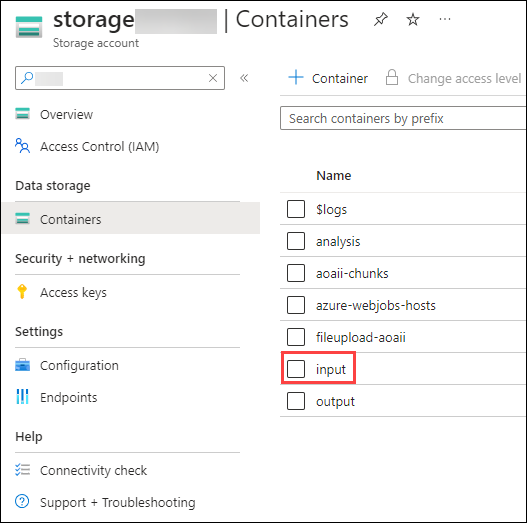 storage | Containers
Storage account
Container
Change access level
Overview
Search containers by prefix
Access Control (IAM)
Data storage
Name
Containers
$logs
analysis
Security + networking
aoaii-chunks
Access keys
azure-webjobs-hosts
Settings
fileupload-aoaii
Configuration
input
Endpoints
output
Help
Connectivity check
Support + Troubleshooting